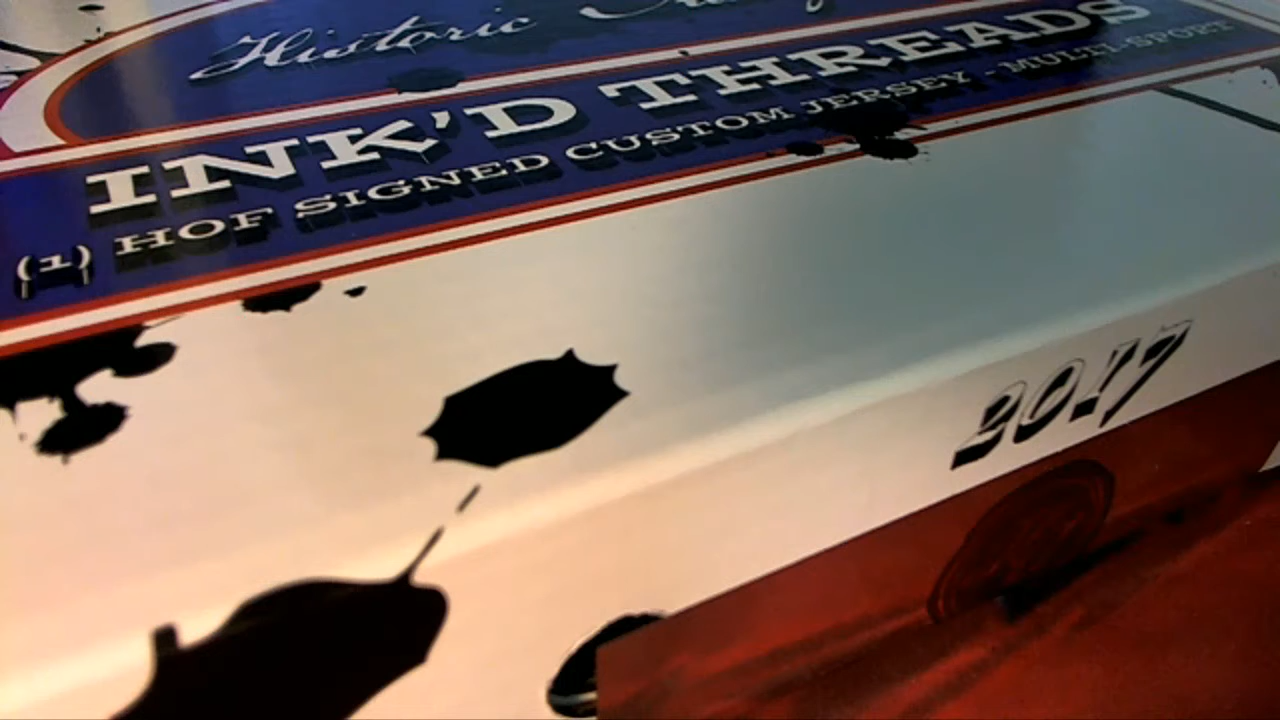 Historic
INK'D THREADS
(1) HOF SIGNED CUSTOM JERSEY - MULTI-SPORT
2017